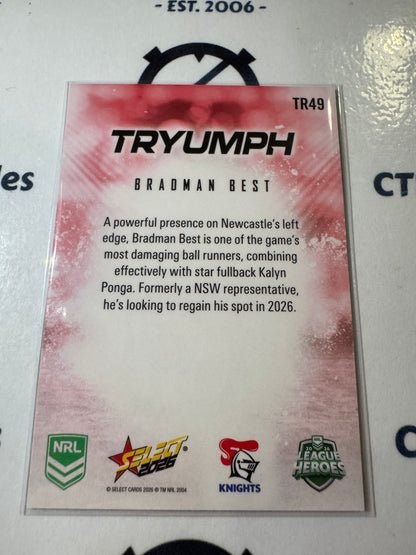 - EST. 2006 -
les
CT
TR49
TRYUMPH
BRADMAN BEST
A powerful presence on Newcastle's left
edge, Bradman Best is one of the game's
most damaging ball runners, combining
effectively with star fullback Kalyn
Ponga. Formerly a NSW representative,
he's looking to regain his spot in 2026.
NRL
SELECT
2026
KNIGHTS
LEAGUE
HEROES
© SELECT CARDS 2026 © TM NRL 2004
CT